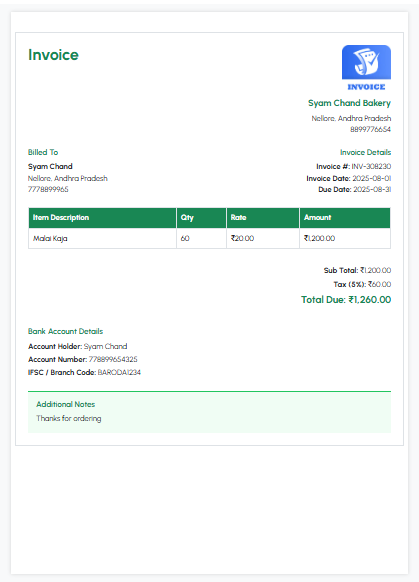 Invoice
INVOICE
Syam Chand Bakery
Nellore, Andhra Pradesh
8899776654
Billed To
Syam Chand
Nellore, Andhra Pradesh
7778899965
Invoice Details
Invoice #: INV-308230
Invoice Date: 2025-08-01
Due Date: 2025-08-31
Item Description Qty Rate Amount
Malai Kaja 60 ₹20.00 ₹1,200.00
Sub Total: ₹1,200.00
Tax (5%): ₹60.00
Total Due: ₹1,260.00
Bank Account Details
Account Holder: Syam Chand
Account Number: 778899654325
IFSC / Branch Code: BARODA1234
Additional Notes
Thanks for ordering